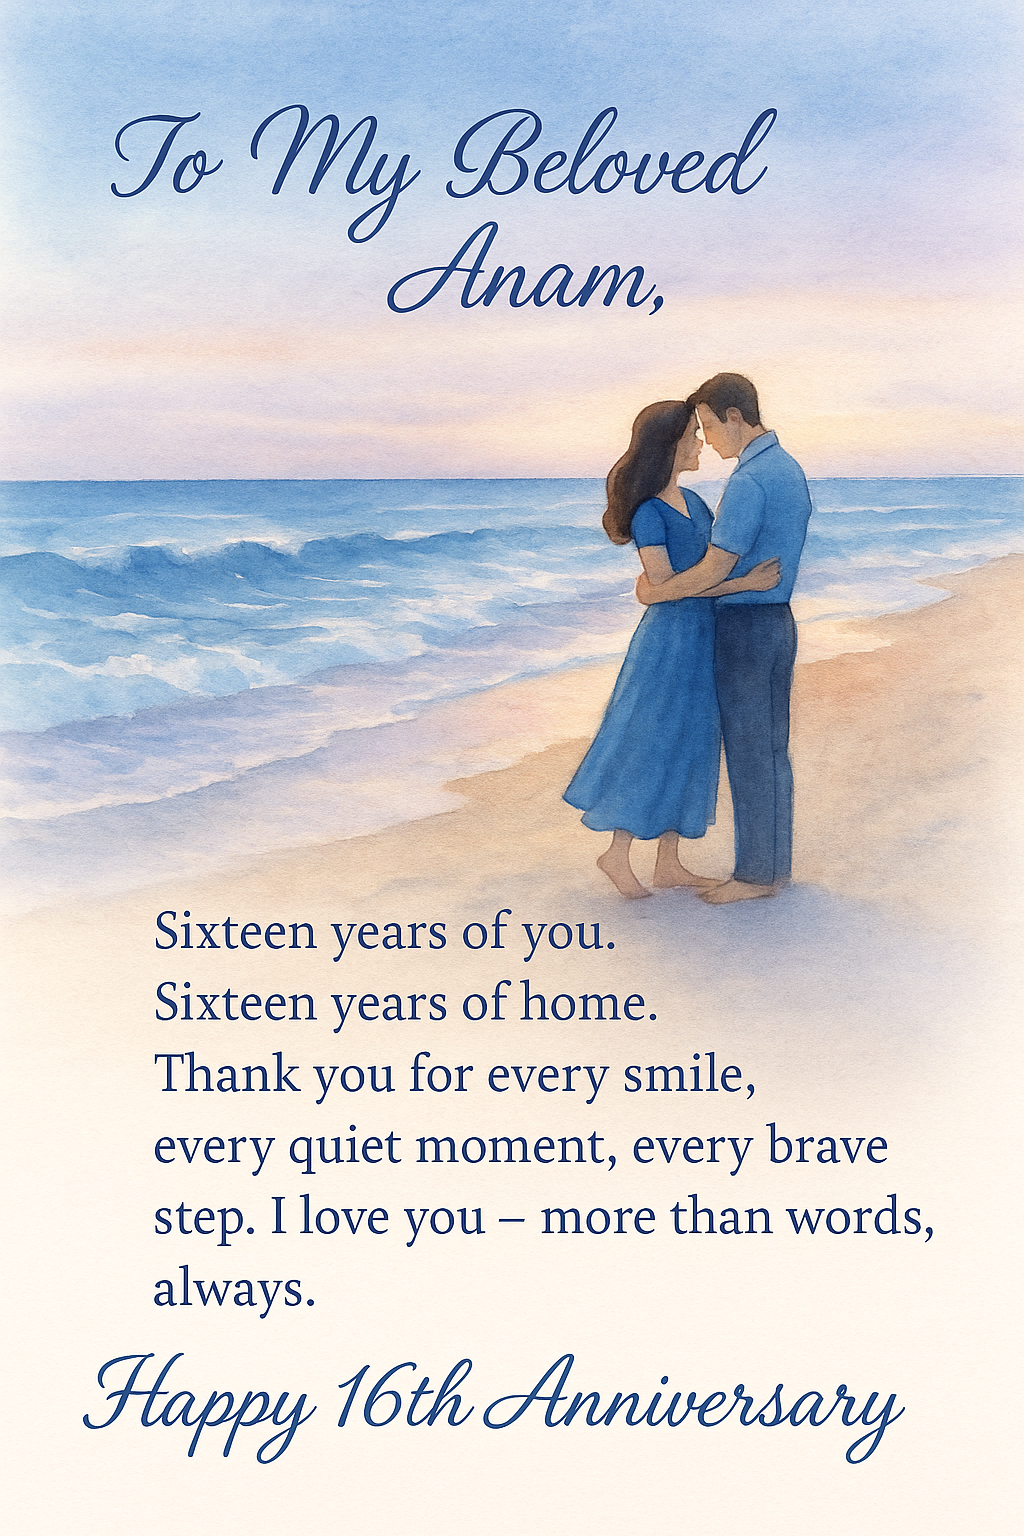 To My Beloved
Anam,
Sixteen years of you.
Sixteen years of home.
Thank you for every smile,
every quiet moment, every brave
step. I love you – more than words,
always.
Happy 16th Anniversary